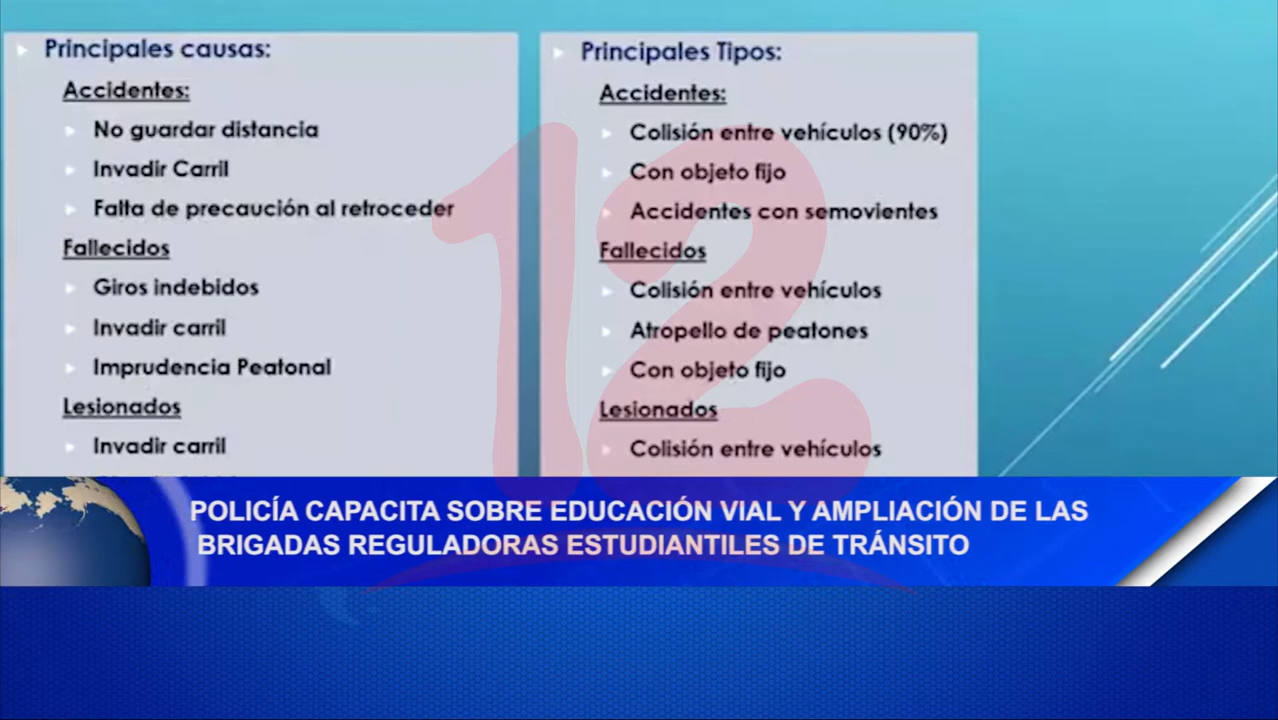 Principales causas:
Accidentes:
No guardar distancia
Invadir Carril
Falta de precaución al retroceder
Fallecidos
Giros indebidos
Invadir carril
Imprudencia Peatonal
Lesionados
Invadir carril
Principales Tipos:
Accidentes:
Colisión entre vehículos (90%)
Con objeto fijo
Accidentes con semovientes
Fallecidos
Colisión entre vehículos
Atropello de peatones
Con objeto fijo
Lesionados
Colisión entre vehículos
12
POLICÍA CAPACITA SOBRE EDUCACIÓN VIAL Y AMPLIACIÓN DE LAS
BRIGADAS REGULADORAS ESTUDIANTILES DE TRÁNSITO